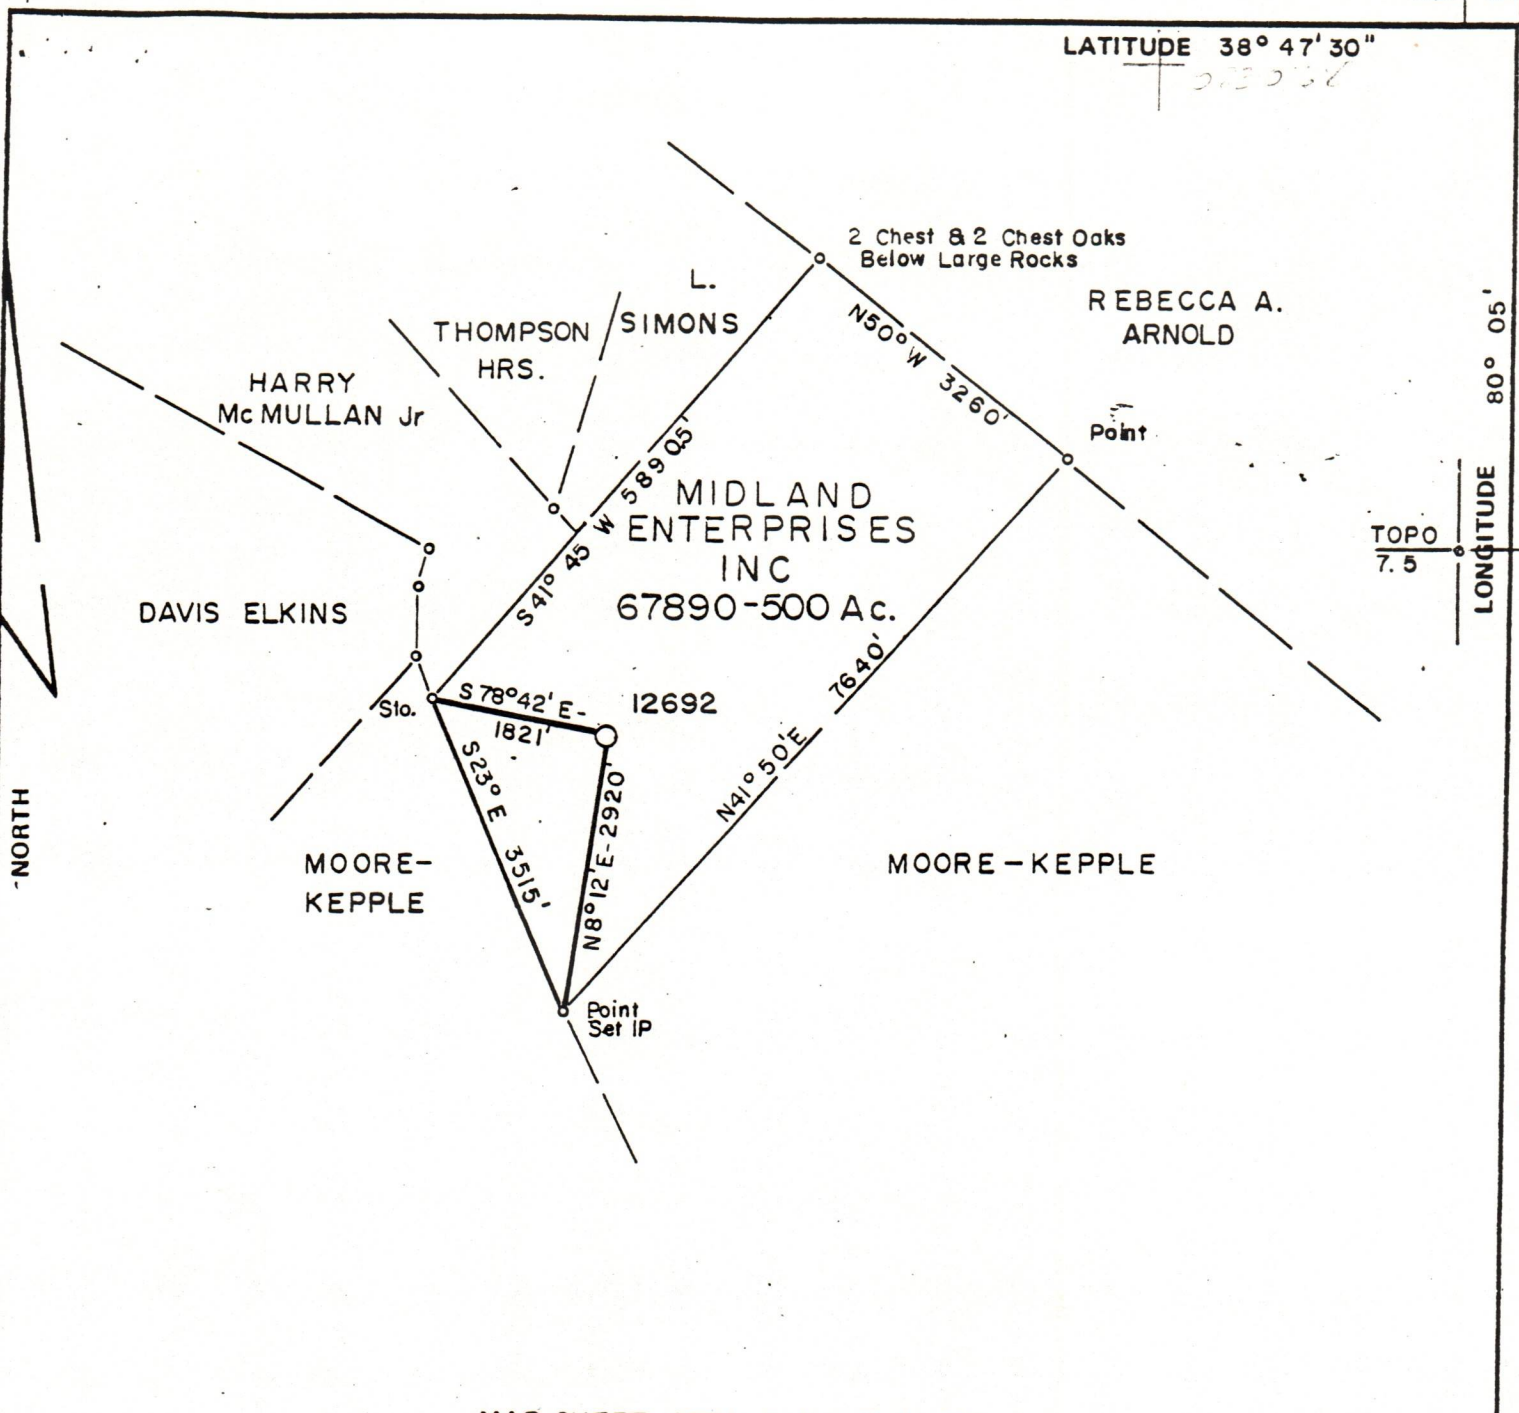 LATITUDE 38° 47' 30"
2 Chest & 2 Chest Oaks
Below Large Rocks
L.
SIMONS
REBECCA A.
ARNOLD
THOMPSON
HRS.
HARRY
McMULLAN Jr
N50°W 3260'
80° 05'
LONGITUDE
Point
S41° 45 W 5890.5'
MIDLAND
ENTERPRISES
INC
67890-500 Ac.
TOPO
7.5
DAVIS ELKINS
S78°42'E-
1821'
12692
Sto.
7640'
N41°50'E
S23°E 3515'
N8°12'E-2920'
NORTH
MOORE-
KEPPLE
MOORE-KEPPLE
Point
Set IP